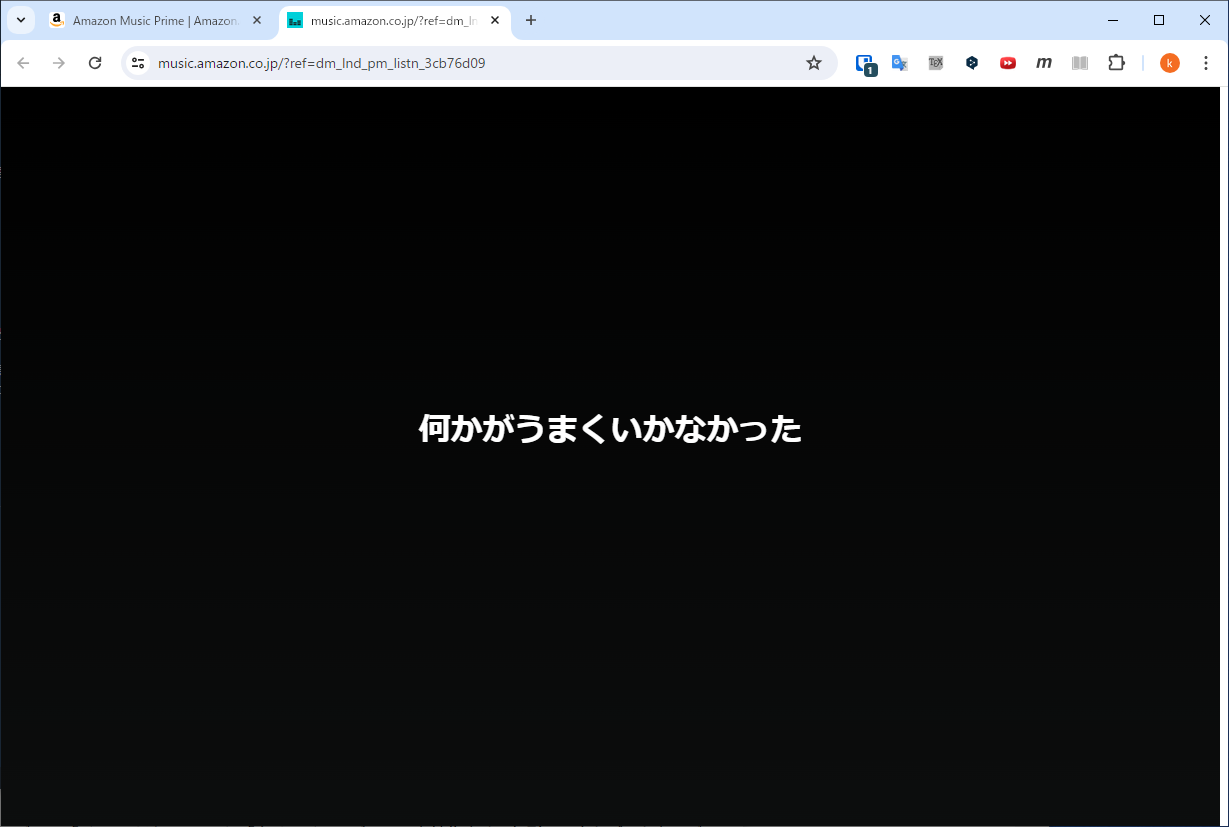 Amazon Music Prime | Amazon.
music.amazon.co.jp/?ref=dm_ln
music.amazon.co.jp/?ref=dm_lnd_pm_listn_3cb76d09
1
TEX
m
k
何かがうまくいかなかった